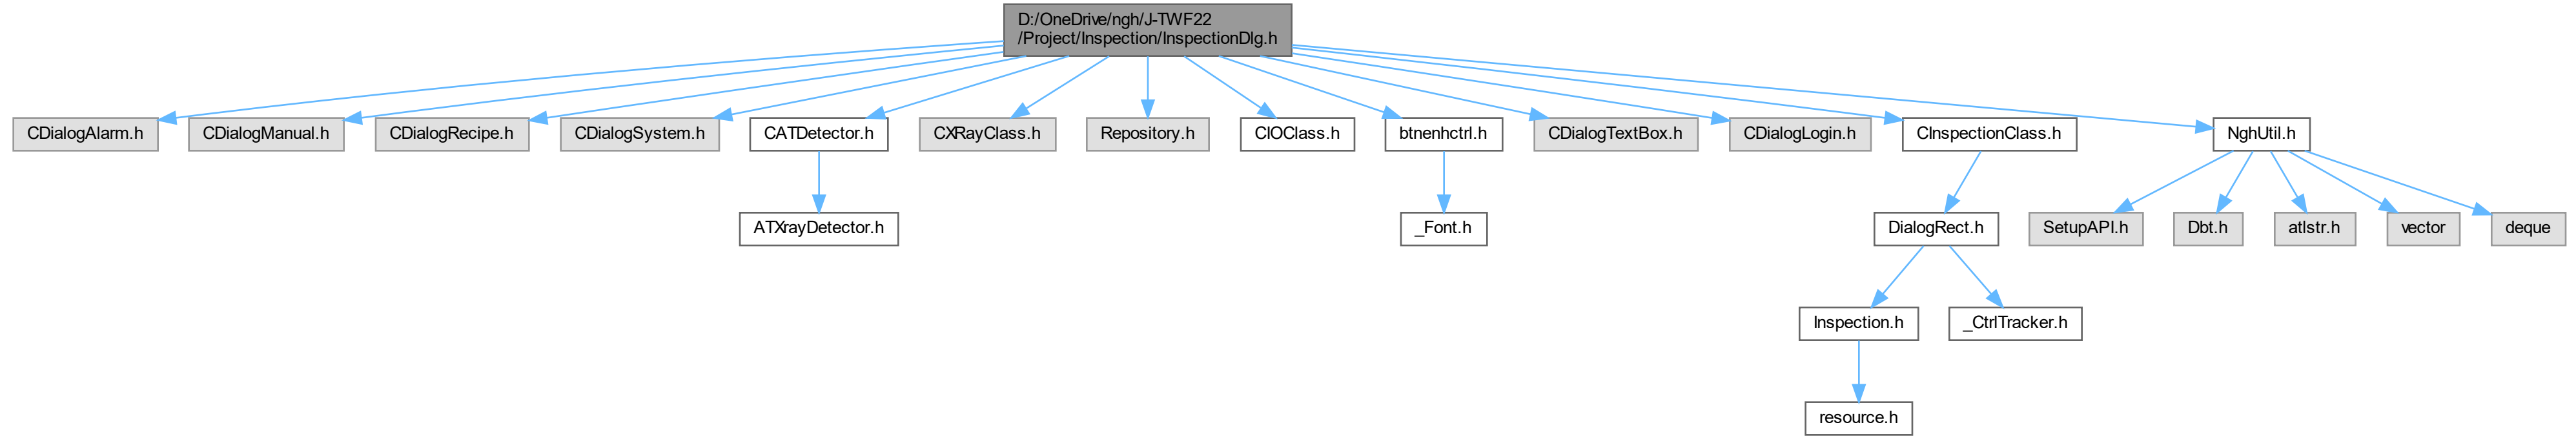 D:/OneDrive/ngh/J-TWF22
/Project/Inspection/InspectionDlg.h
CDialogAlarm.h
CDialogManual.h
CDialogRecipe.h
CDialogSystem.h
CATDetector.h
CXRayClass.h
Repository.h
CIOClass.h
btnenhctrl.h
CDialogTextBox.h
CDialogLogin.h
CInspectionClass.h
NghUtil.h
ATXrayDetector.h
_Font.h
DialogRect.h
SetupAPI.h
Dbt.h
atlstr.h
vector
deque
Inspection.h
_CtrlTracker.h
resource.h